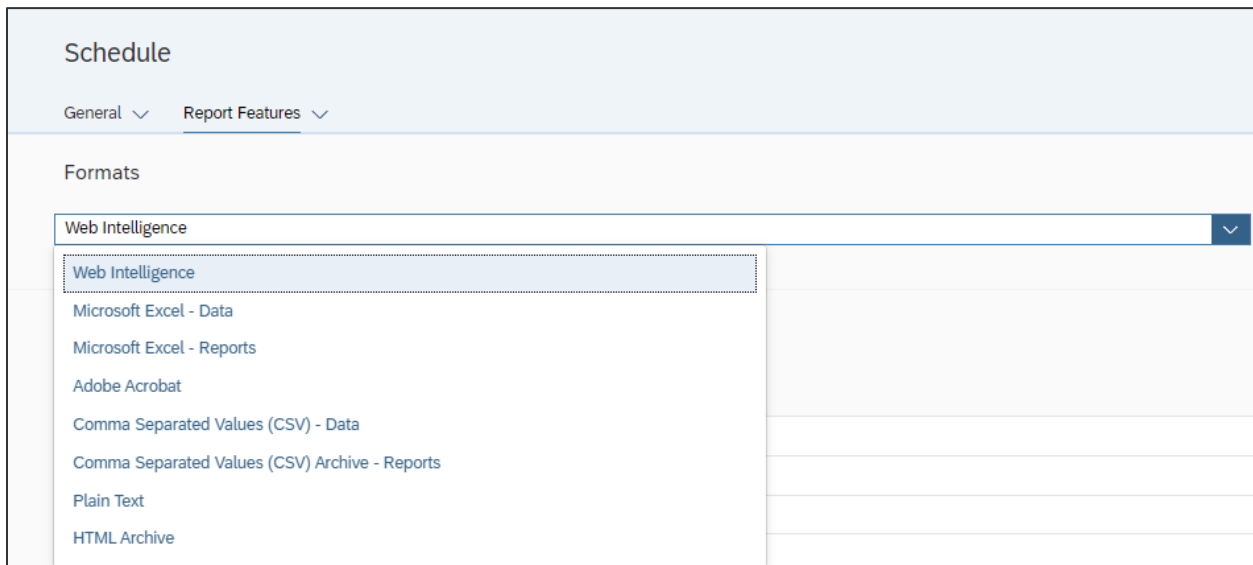 Schedule
General Report Features
Formats
Web Intelligence
Web Intelligence
Microsoft Excel - Data
Microsoft Excel - Reports
Adobe Acrobat
Comma Separated Values (CSV) - Data
Comma Separated Values (CSV) Archive - Reports
Plain Text
HTML Archive